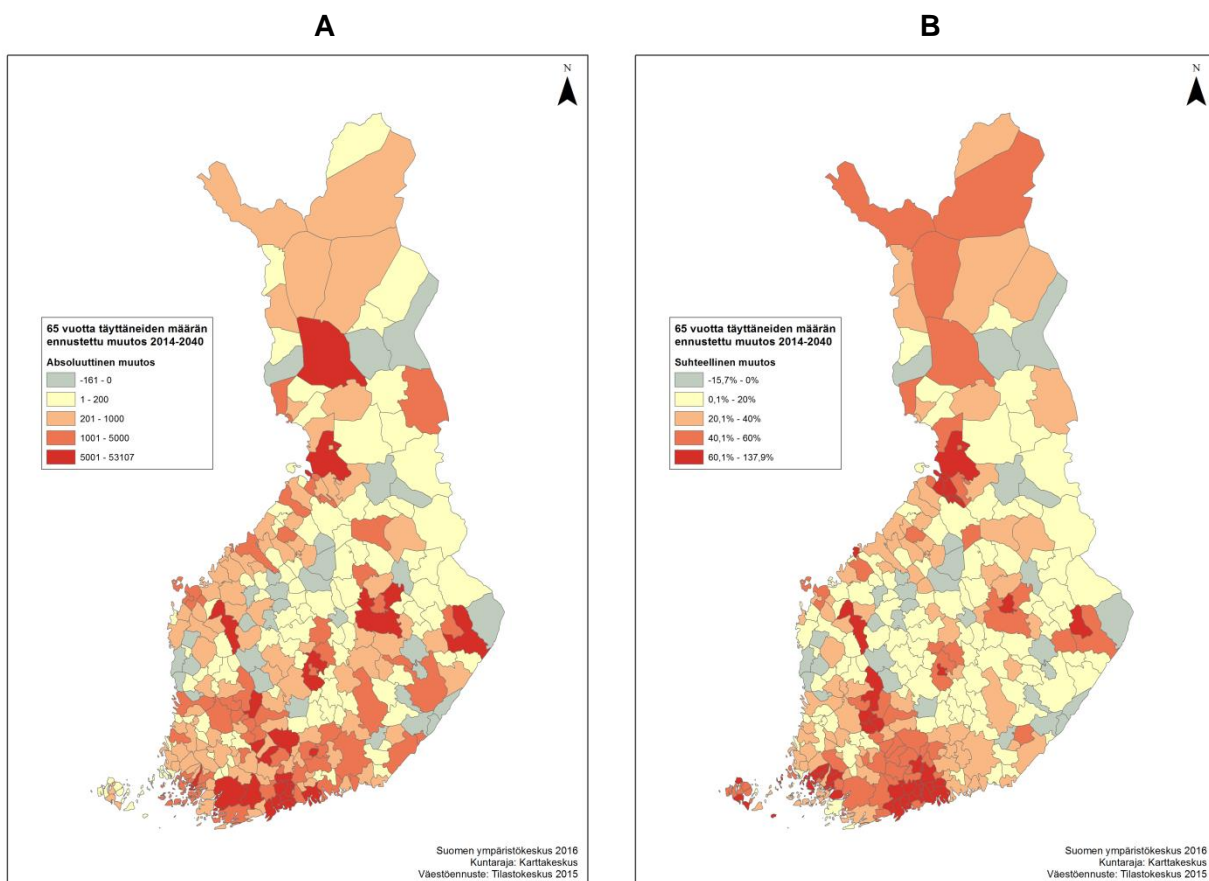 A
N
65 vuotta täyttäneiden määrän
ennustettu muutos 2014-2040
Absoluuttinen muutos
-161 - 0
1 - 200
201 - 1000
1001 - 5000
5001 - 53107
Suomen ympäristökeskus 2016
Kuntaraja: Karttakeskus
Väestöennuste: Tilastokeskus 2015
B
N
65 vuotta täyttäneiden määrän
ennustettu muutos 2014-2040
Suhteellinen muutos
-15,7% - 0%
0,1% - 20%
20,1% - 40%
40,1% - 60%
60,1% - 137,9%
Suomen ympäristökeskus 2016
Kuntaraja: Karttakeskus
Väestöennuste: Tilastokeskus 2015